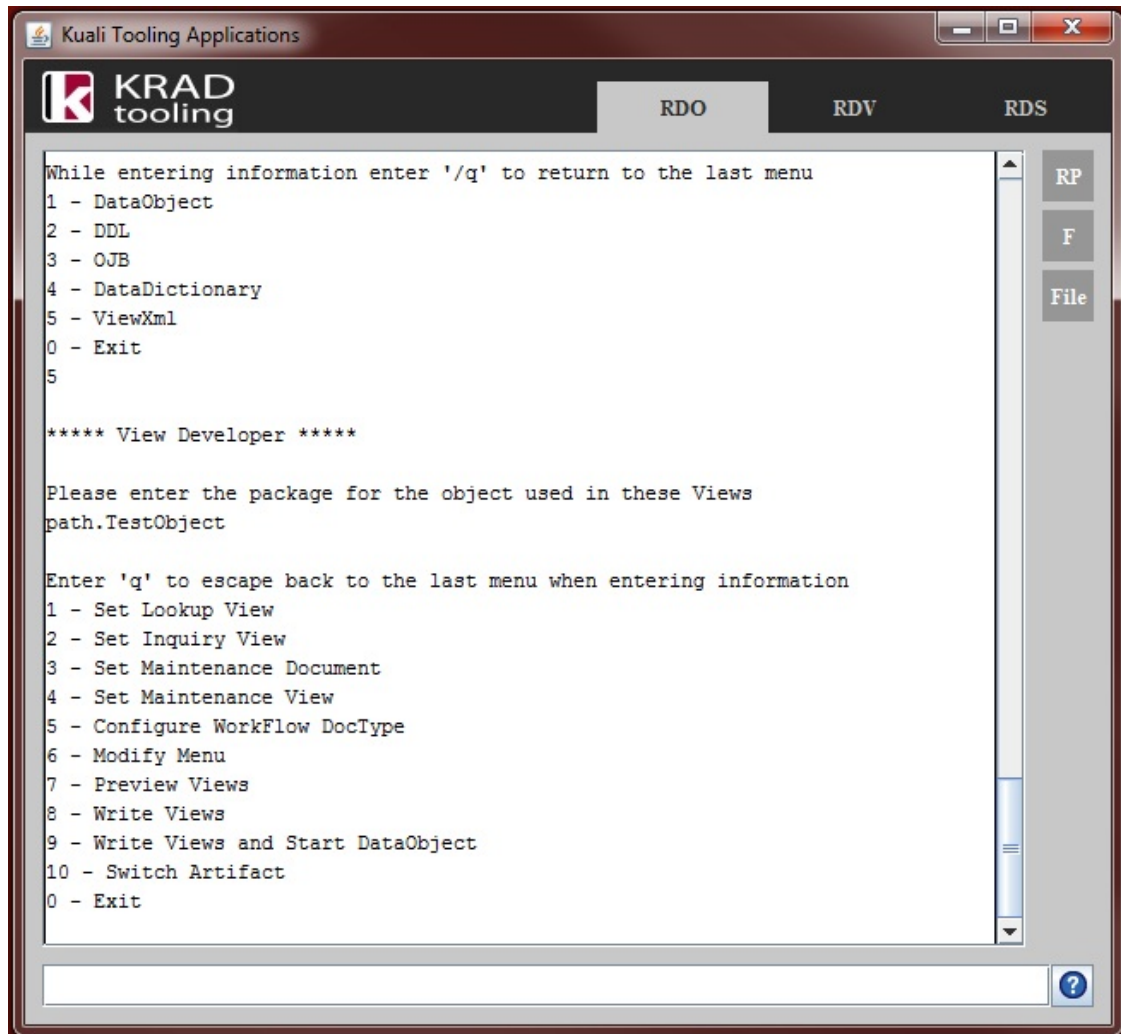 Kuali Tooling Applications
KRAD
tooling
RDO
RDV
RDS
While entering information enter '/q' to return to the last menu
1 - DataObject
2 - DDL
3 - OJB
4 - DataDictionary
5 - ViewXml
0 - Exit
5
***** View Developer *****
Please enter the package for the object used in these Views
path.TestObject
Enter 'q' to escape back to the last menu when entering information
1 - Set Lookup View
2 - Set Inquiry View
3 - Set Maintenance Document
4 - Set Maintenance View
5 - Configure WorkFlow DocType
6 - Modify Menu
7 - Preview Views
8 - Write Views
9 - Write Views and Start DataObject
10 - Switch Artifact
0 - Exit
RP
F
File
?